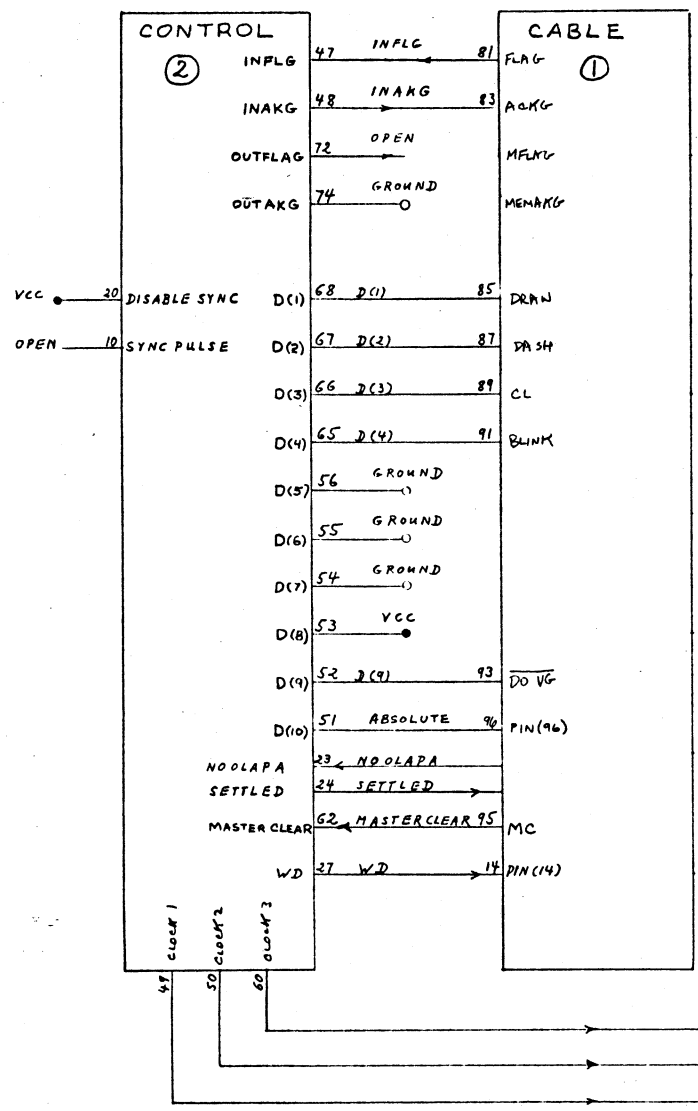 CONTROL CABLE
2 1
INFLG 47 INFLG 81 FLAG
INAKG 48 INAKG 83 ACKG
OUTFLAG 72 OPEN MFLAG
OUTAKG 74 GROUND MEMAKG
VCC 20 DISABLE SYNC D(1) 68 D(1) 85 DRAW
OPEN 10 SYNC PULSE D(2) 67 D(2) 87 DASH
D(3) 66 D(3) 89 CL
D(4) 65 D(4) 91 BLINK
D(5) 56 GROUND
D(6) 55 GROUND
D(7) 54 GROUND
D(8) 53 VCC
D(9) 52 D(9) 93 DO VG
D(10) 51 ABSOLUTE 96 PIN(96)
NOOLAPA 23 NOOLAPA
SETTLED 24 SETTLED
MASTER CLEAR 62 MASTERCLEAR 95 MC
WD 27 WD 14 PIN(14)
CLOCK 1 CLOCK 2 CLOCK 3
49 50 60